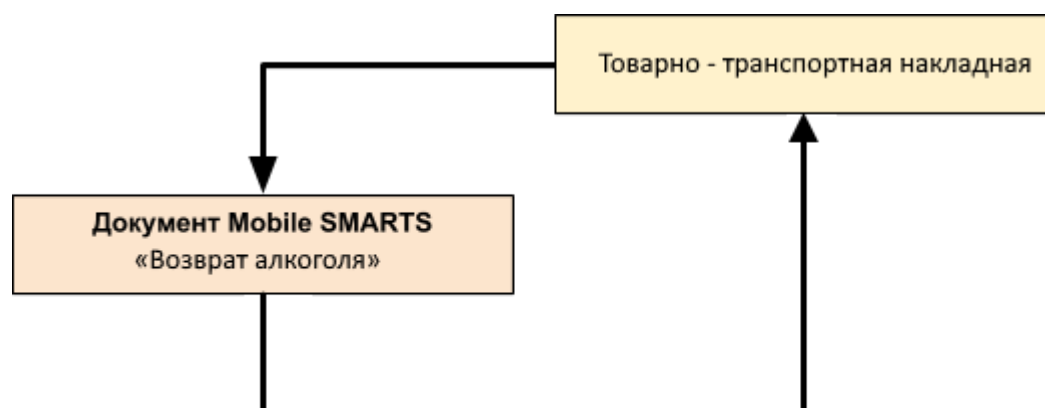 Товарно - транспортная накладная
Документ Mobile SMARTS
«Возврат алкоголя»